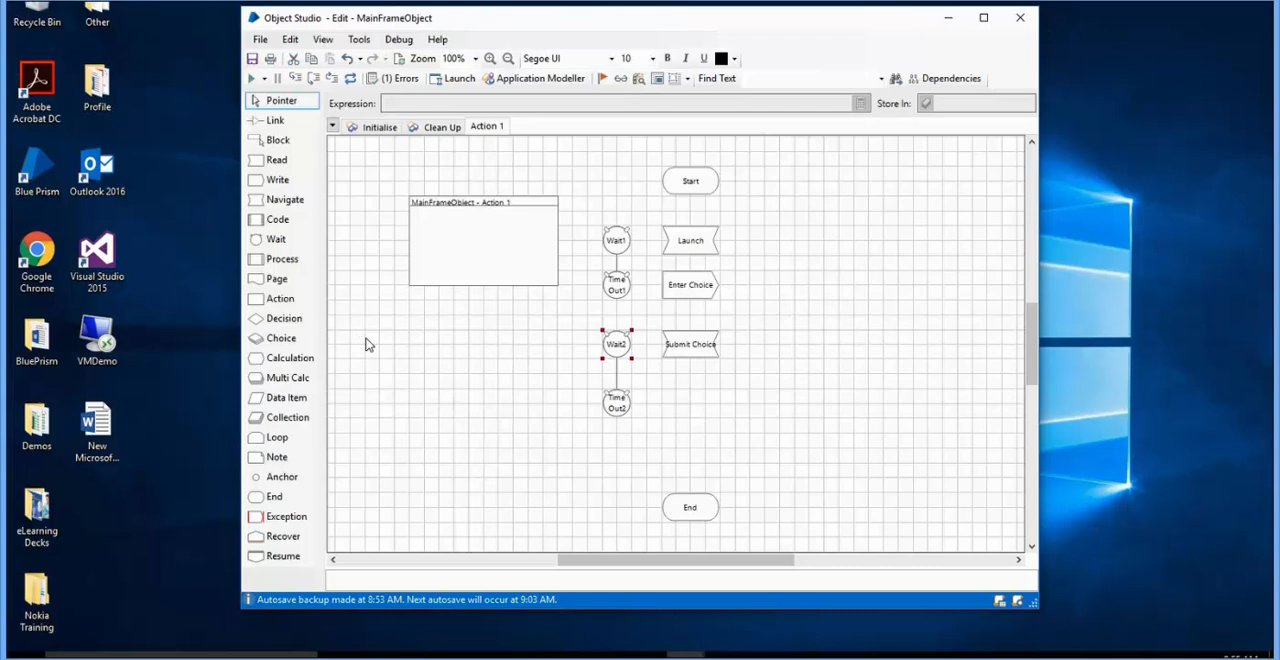 Recycle Bin
Other
Adobe
Acrobat DC
Profile
Blue Prism
Outlook 2016
Google
Chrome
Visual Studio
2015
BluePrism
VMDemo
Demos
New
Microsof...
eLearning
Decks
Nokia
Training
Object Studio - Edit - MainFrameObject
File Edit View Tools Debug Help
Zoom 100% Segoe UI 10 B I U
(1) Errors Launch Application Modeller Find Text Dependencies
Pointer
Expression:
Store In:
Link
Block
Read
Write
Navigate
Code
Wait
Process
Page
Action
Decision
Choice
Calculation
Multi Calc
Data Item
Collection
Loop
Note
Anchor
End
Exception
Recover
Resume
Initialise Clean Up Action 1
Start
MainFrameObject - Action 1
Wait1
Launch
Time
Out1
Enter Choice
Wait2
Submit Choice
Time
Out2
End
Autosave backup made at 8:53 AM. Next autosave will occur at 9:03 AM.